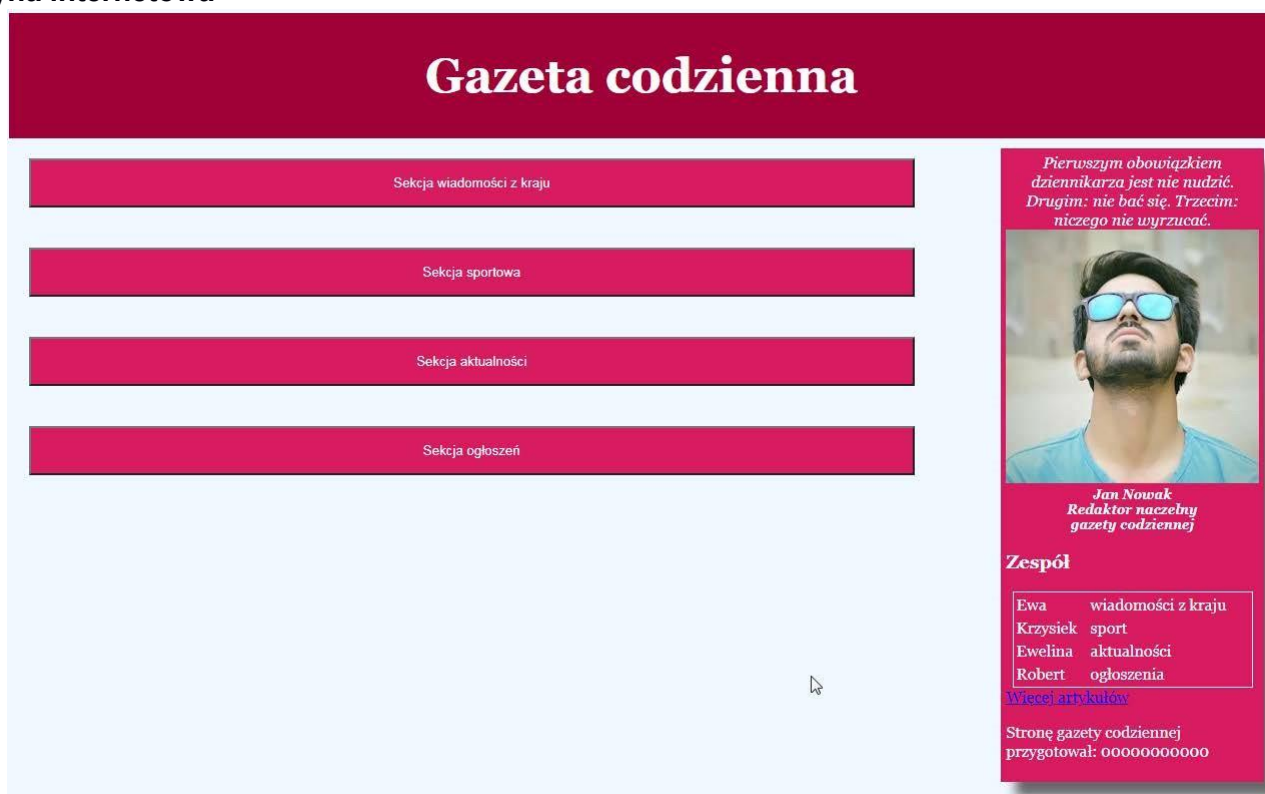 Gazeta codzienna
Sekcja wiadomości z kraju
Sekcja sportowa
Sekcja aktualności
Sekcja ogłoszeń
Pierwszym obowiązkiem
dziennikarza jest nie nudzić.
Drugim: nie bać się. Trzecim:
niczego nie wyrzucać.
Jan Nowak
Redaktor naczelny
gazety codziennej
Zespół
Ewa wiadomości z kraju
Krzysiek sport
Ewelina aktualności
Robert ogłoszenia
Więcej artykułów
Stronę gazety codziennej
przygotował: 00000000000